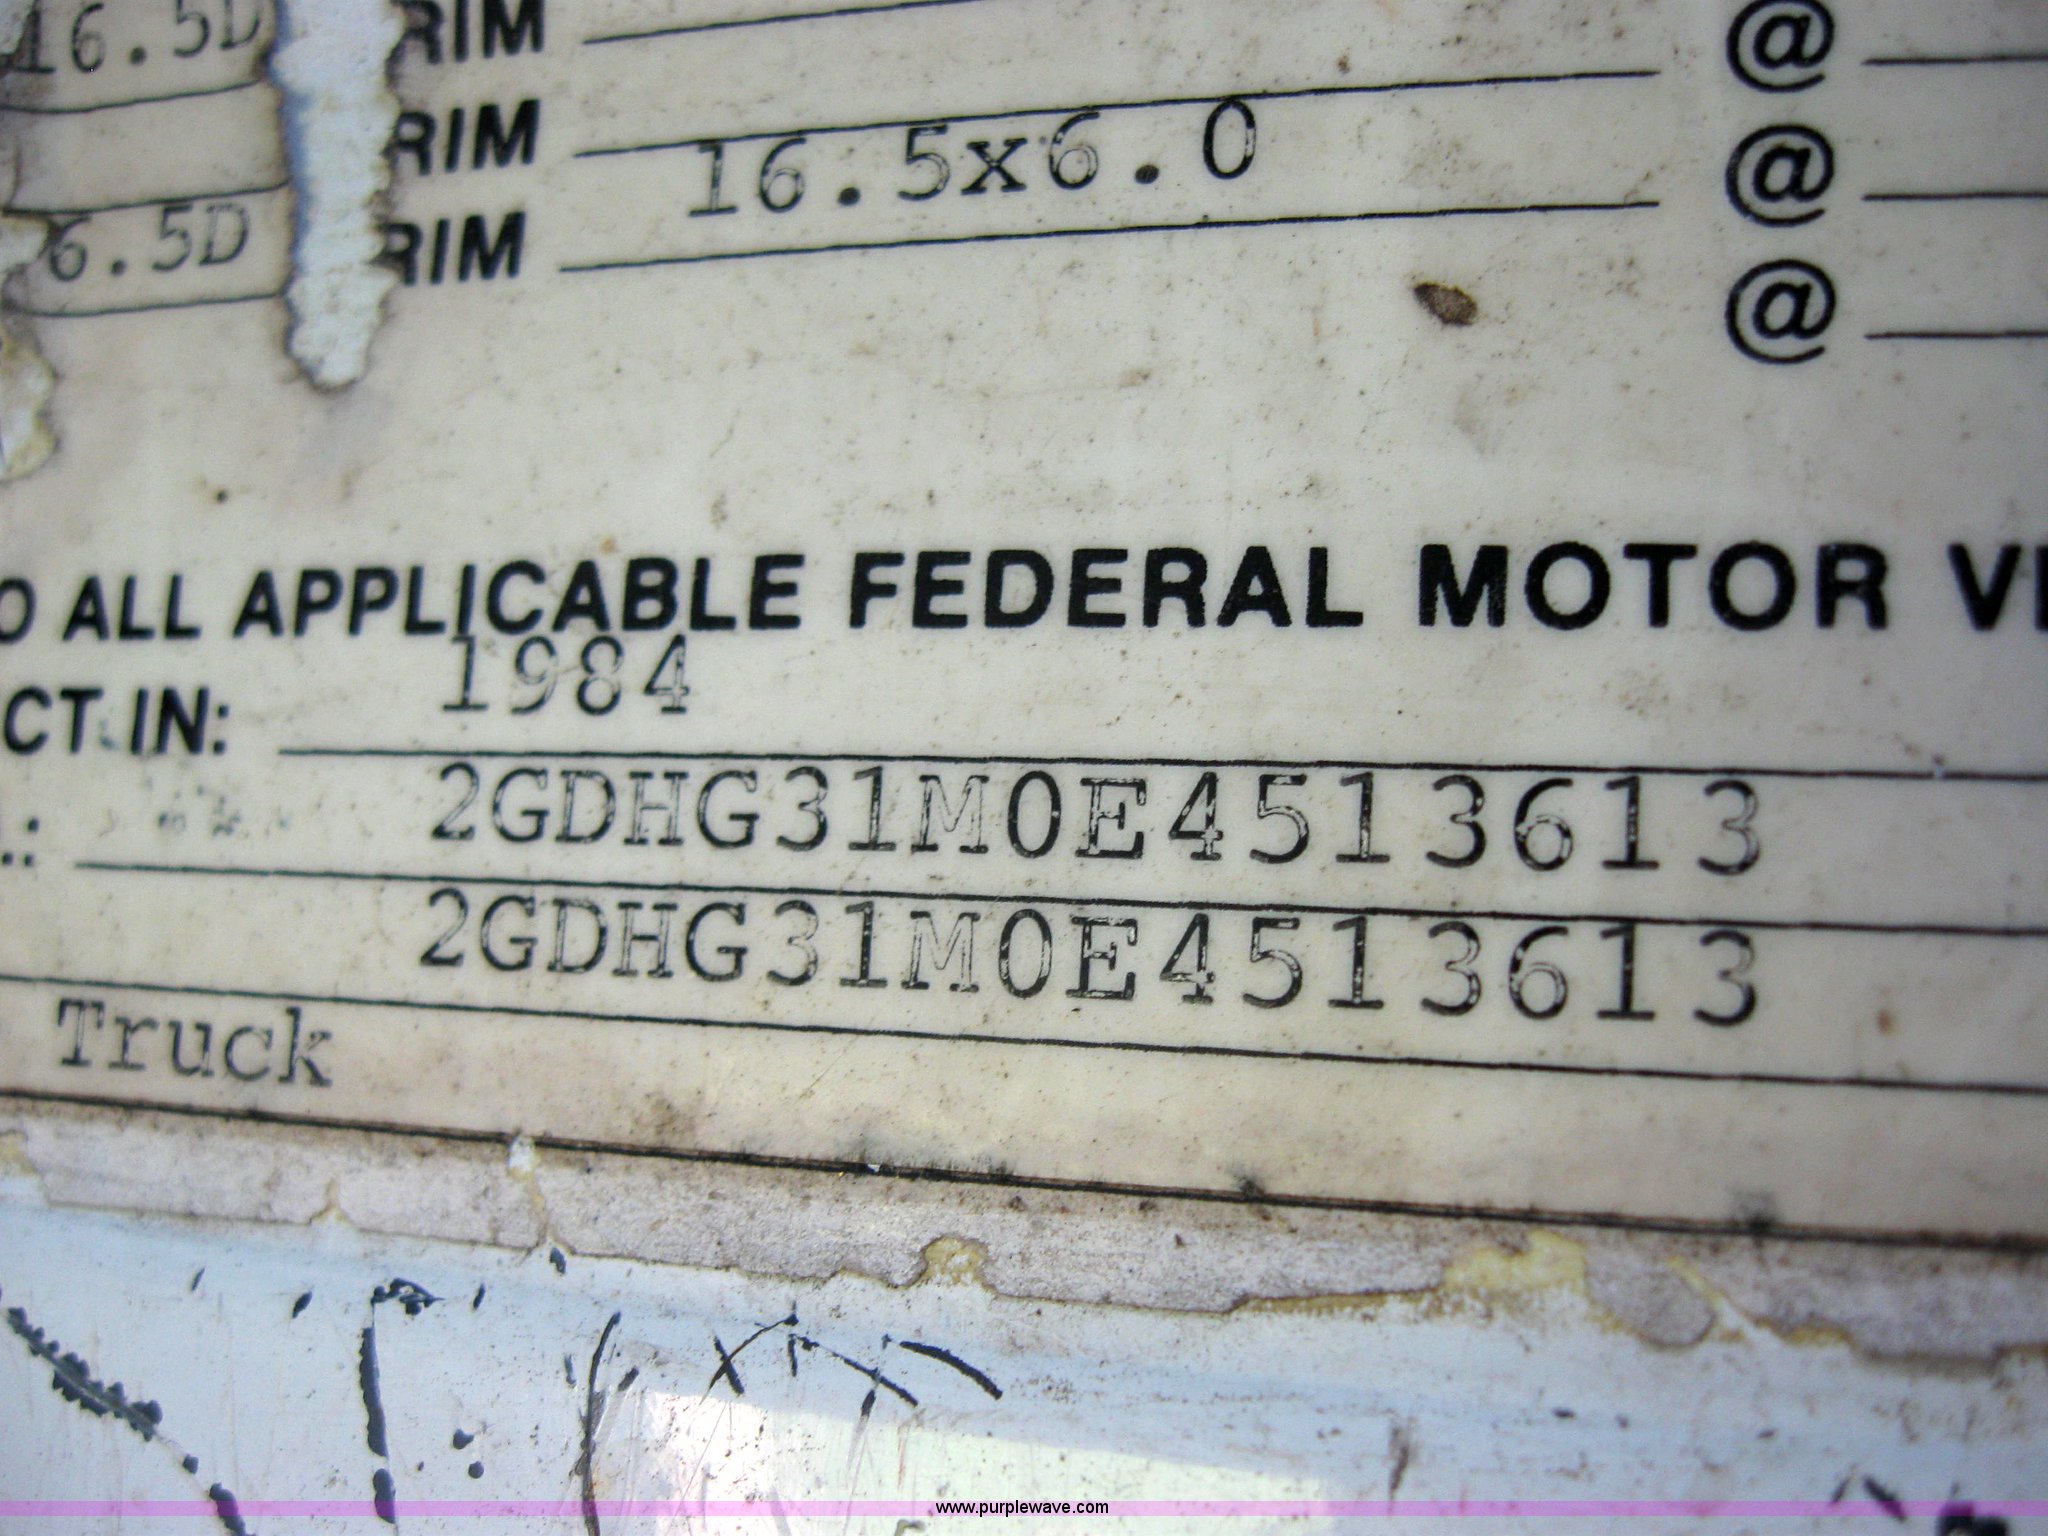 16.5D RIM @
RIM 16.5x6.0 @
6.5D RIM @
O ALL APPLICABLE FEDERAL MOTOR
CT IN: 1984
2GDHG31M0E4513613
2GDHG31M0E4513613
Truck
www.purplewave.com